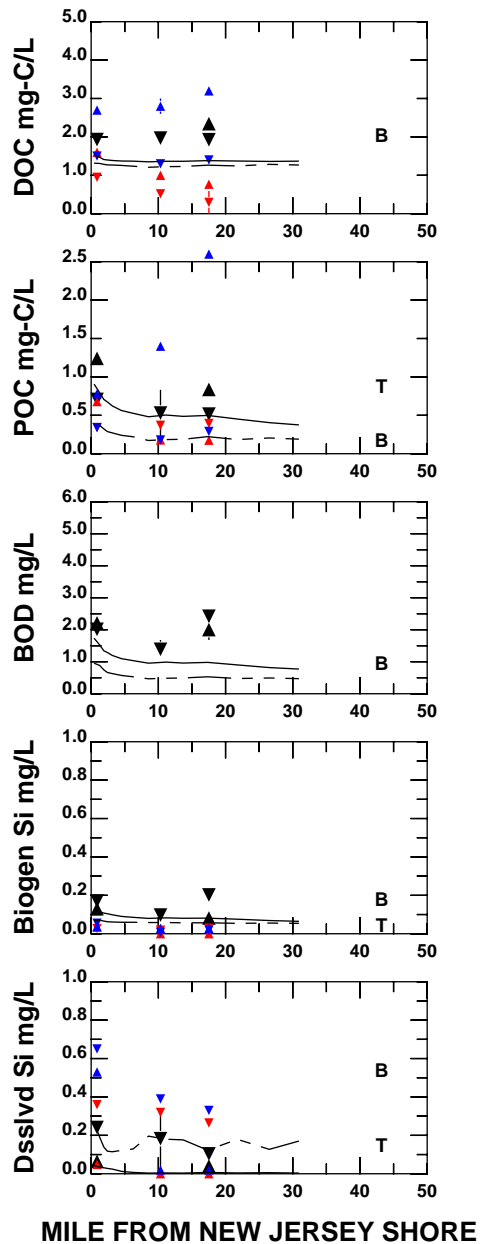 DOC mg-C/L
5.0
4.0
3.0
2.0
1.0
0.0
B
0 10 20 30 40 50
POC mg-C/L
2.5
2.0
1.5
1.0
0.5
0.0
T
B
0 10 20 30 40 50
BOD mg/L
6.0
5.0
4.0
3.0
2.0
1.0
0.0
B
0 10 20 30 40 50
Biogen Si mg/L
1.0
0.8
0.6
0.4
0.2
0.0
B
T
0 10 20 30 40 50
Dsslvd Si mg/L
1.0
0.8
0.6
0.4
0.2
0.0
B
T
0 10 20 30 40 50
MILE FROM NEW JERSEY SHORE